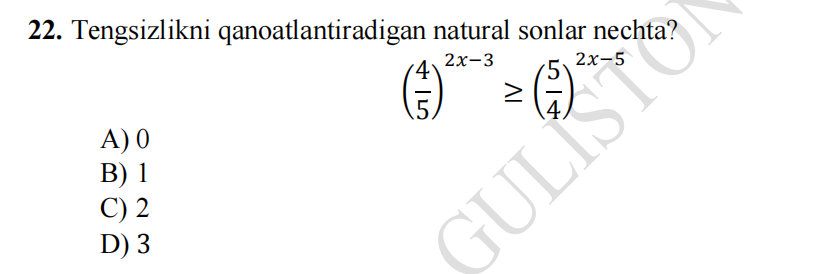 22. Tengsizlikni qanoatlantiradigan natural sonlar nechta?
(4/5)^{2x−3} ≥ (5/4)^{2x−5}
A) 0
B) 1
C) 2
D) 3
GULISTON